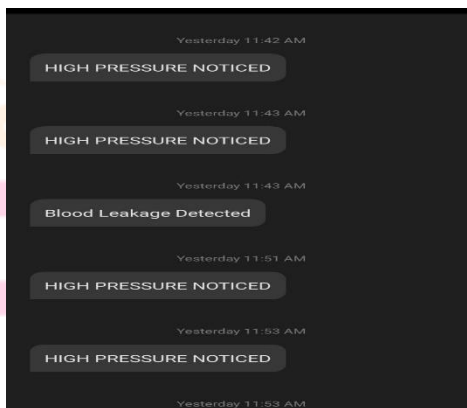 Yesterday 11:42 AM
HIGH PRESSURE NOTICED
Yesterday 11:43 AM
HIGH PRESSURE NOTICED
Yesterday 11:43 AM
Blood Leakage Detected
Yesterday 11:51 AM
HIGH PRESSURE NOTICED
Yesterday 11:53 AM
HIGH PRESSURE NOTICED
Yesterday 11:53 AM